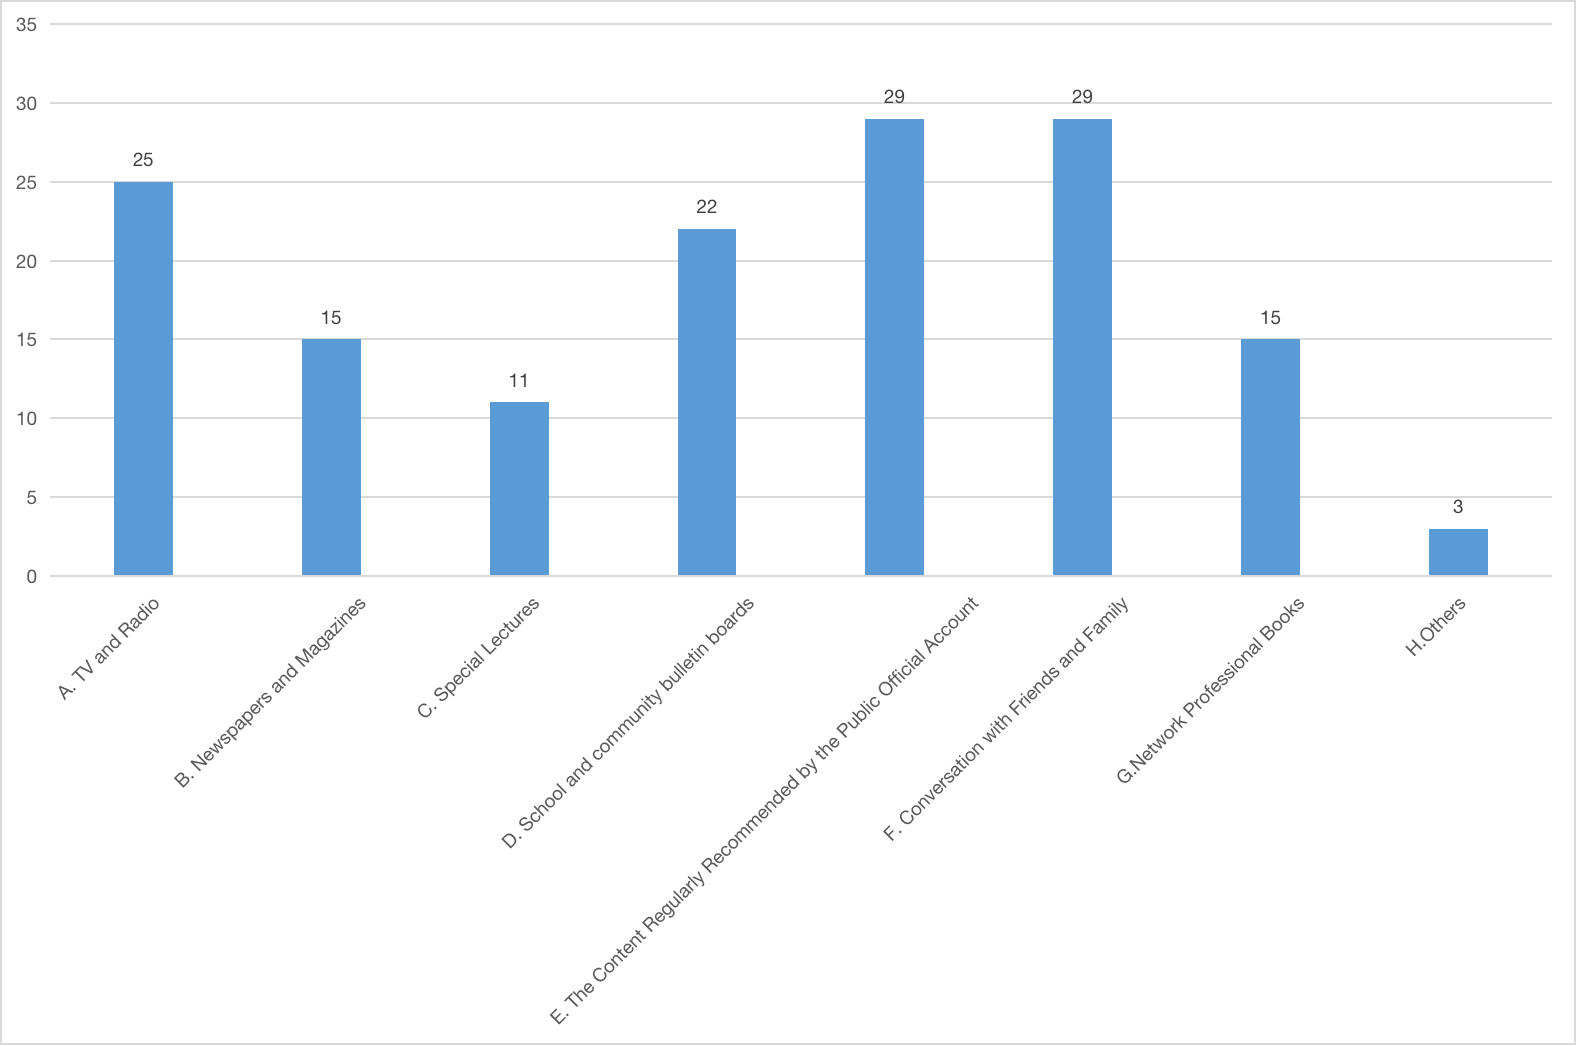 35
30
25
20
15
10
5
0
25
15
11
22
29
29
15
3
A. TV and Radio
B. Newspapers and Magazines
C. Special Lectures
D. School and community bulletin boards
E. The Content Regularly Recommended by the Public Official Account
F. Conversation with Friends and Family
G.Network Professional Books
H.Others